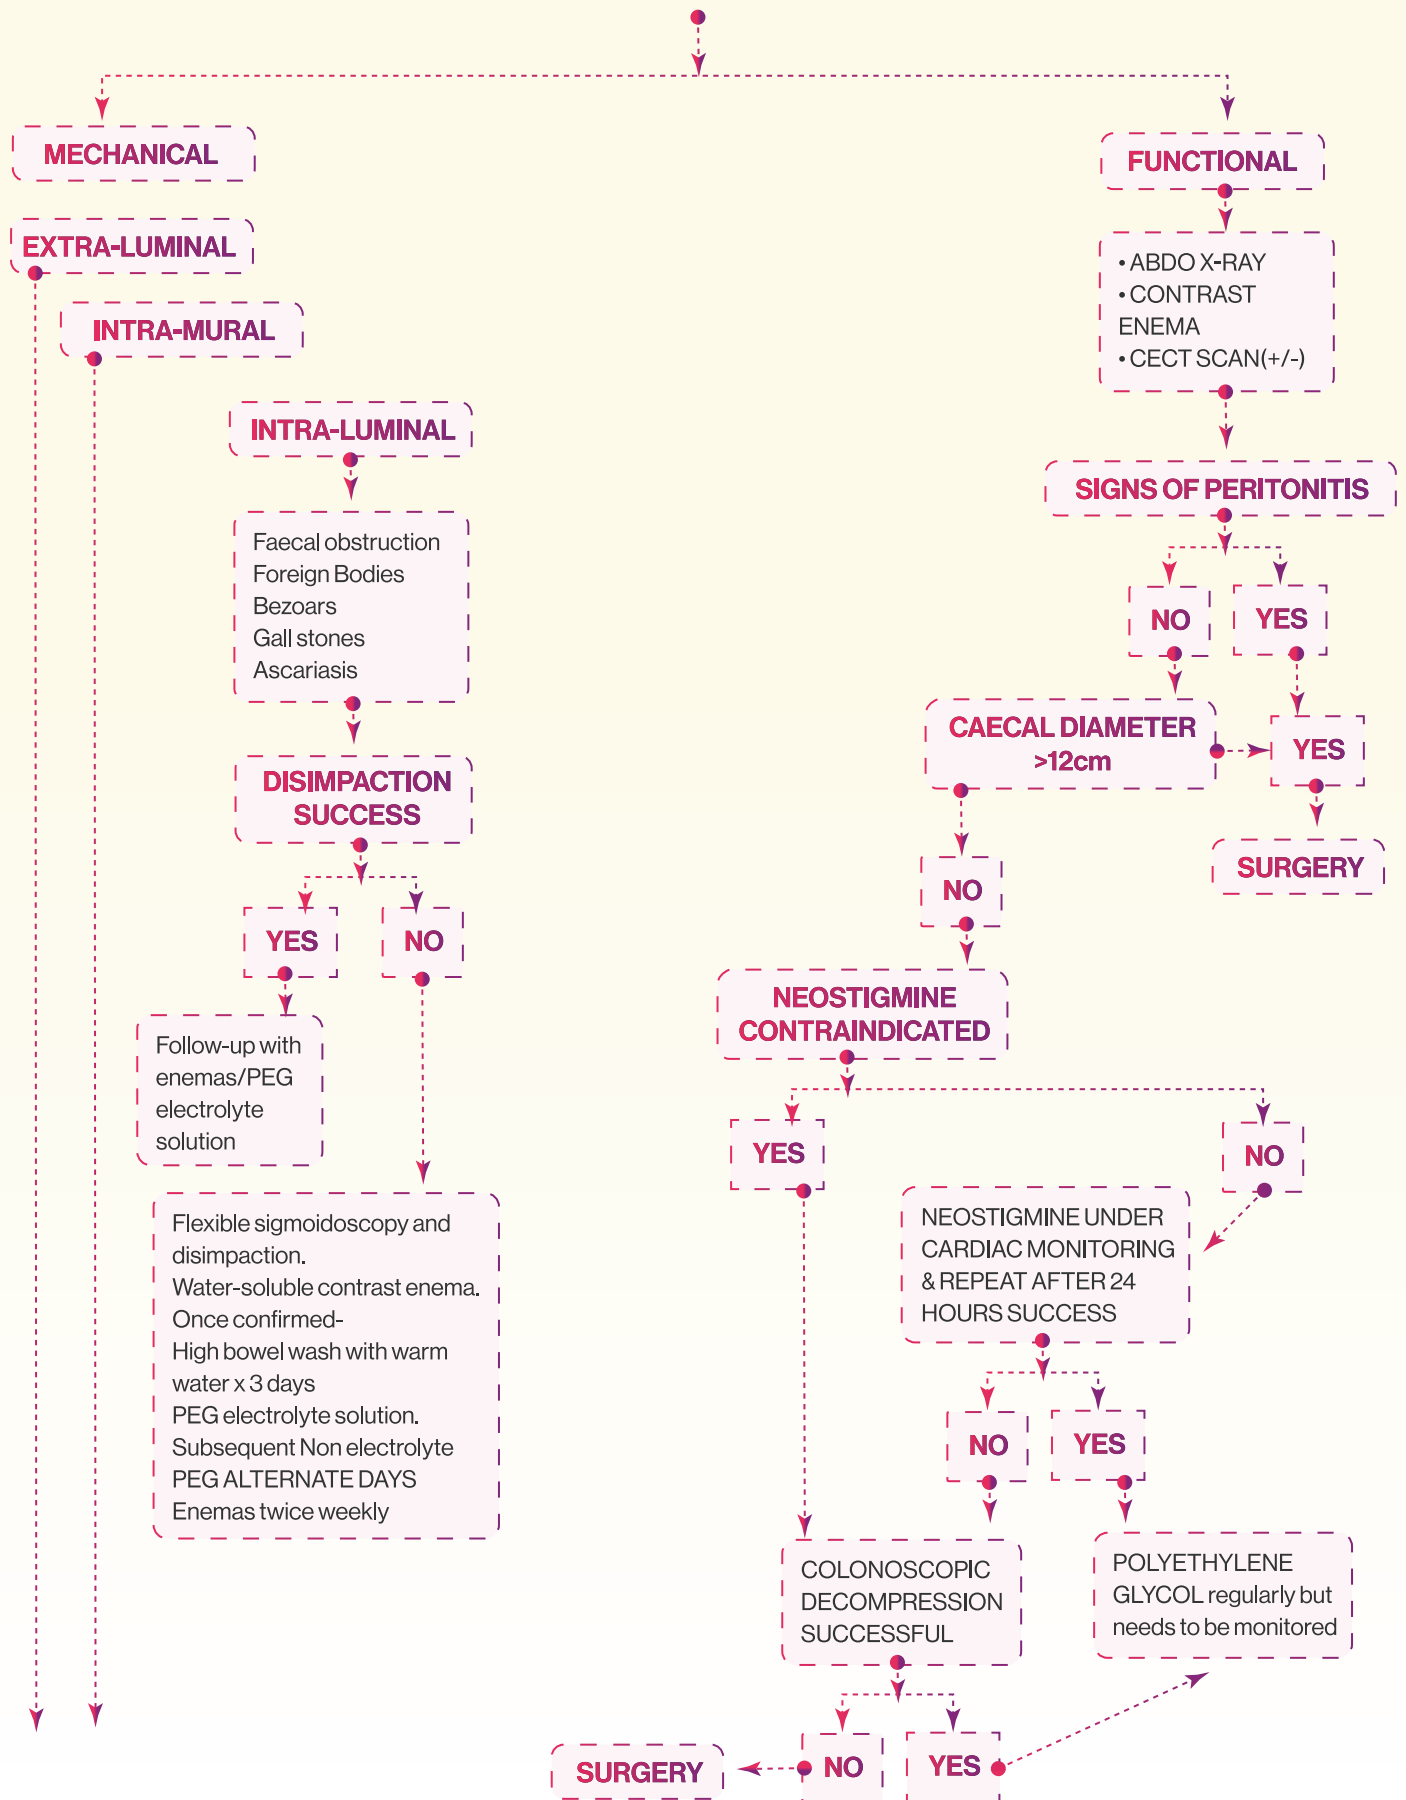 MECHANICAL
EXTRA-LUMINAL
INTRA-MURAL
INTRA-LUMINAL
Faecal obstruction
Foreign Bodies
Bezoars
Gall stones
Ascariasis
DISIMPACTION
SUCCESS
YES
NO
Follow-up with
enemas/PEG
electrolyte
solution
Flexible sigmoidoscopy and
disimpaction.
Water-soluble contrast enema.
Once confirmed-
High bowel wash with warm
water x 3 days
PEG electrolyte solution.
Subsequent Non electrolyte
PEG ALTERNATE DAYS
Enemas twice weekly
FUNCTIONAL
• ABDO X-RAY
• CONTRAST
ENEMA
• CECT SCAN(+/-)
SIGNS OF PERITONITIS
NO
YES
CAECAL DIAMETER
>12cm
YES
SURGERY
NO
NEOSTIGMINE
CONTRAINDICATED
YES
NO
NEOSTIGMINE UNDER
CARDIAC MONITORING
& REPEAT AFTER 24
HOURS SUCCESS
NO
YES
COLONOSCOPIC
DECOMPRESSION
SUCCESSFUL
POLYETHYLENE
GLYCOL regularly but
needs to be monitored
SURGERY
NO
YES